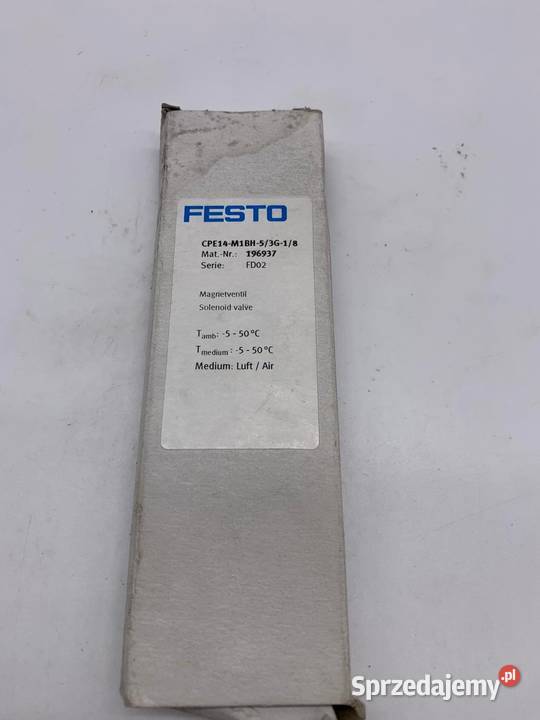 FESTO
CPE14-M1BH-5/3G-1/8
Mat.-Nr.: 196937
Serie: FD02
Magnetventil
Solenoid valve
Tamb: -5 - 50°C
Tmedium: -5 - 50°C
Medium: Luft / Air
Sprzedajemy.pl